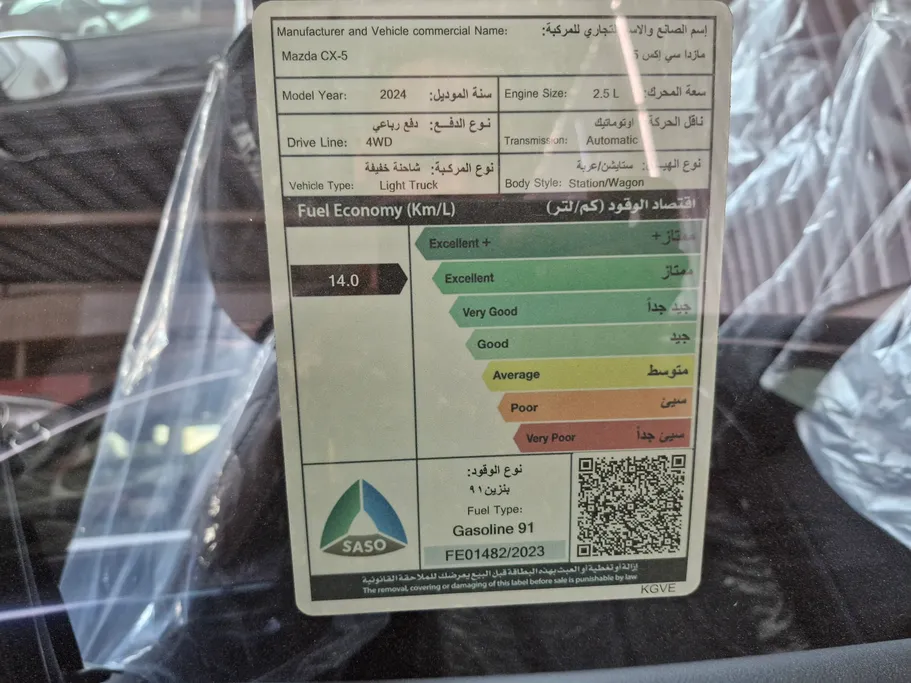 Manufacturer and Vehicle commercial Name: إسم الصانع والاسم التجاري للمركبة:
Mazda CX-5 مازدا سي إكس 5
Model Year: 2024 سنة الموديل: Engine Size: 2.5 L سعة المحرك:
نوع الدفـــع: دفع رباعي ناقل الحركة: اوتوماتيك
Drive Line: 4WD Transmission: Automatic
نوع المركبة: شاحنة خفيفة نوع الهيكل: ستايشن/عربة
Vehicle Type: Light Truck Body Style: Station/Wagon
Fuel Economy (Km/L) اقتصاد الوقود (كم/لتر)
Excellent + ممتاز+
14.0 Excellent ممتاز
Very Good جيد جداً
Good جيد
Average متوسط
Poor سيئ
Very Poor سيئ جداً
نوع الوقود:
بنزين ٩١
Fuel Type:
Gasoline 91
SASO
FE01482/2023
إزالة أو تغطية أو العبث بهذه البطاقة قبل البيع يعرضك للملاحقة القانونية
The removal, covering or damaging of this label before sale is punishable by law
KGVE